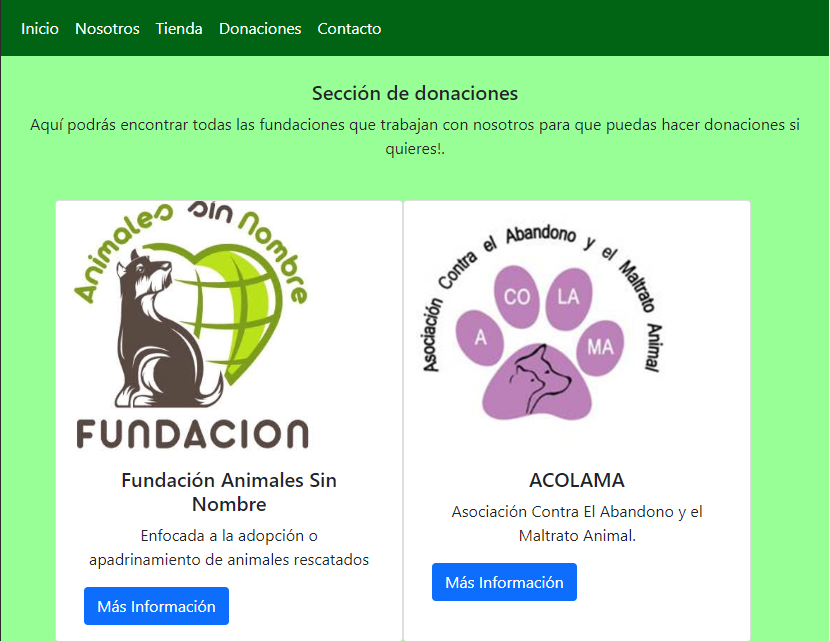 Inicio Nosotros Tienda Donaciones Contacto
Sección de donaciones
Aquí podrás encontrar todas las fundaciones que trabajan con nosotros para que puedas hacer donaciones si
quieres!.
Animales Sin Nombre
FUNDACION
Fundación Animales Sin
Nombre
Enfocada a la adopción o
apadrinamiento de animales rescatados
Más Información
Asociación Contra el Abandono y el Maltrato Animal
A CO LA MA
ACOLAMA
Asociación Contra El Abandono y el
Maltrato Animal.
Más Información